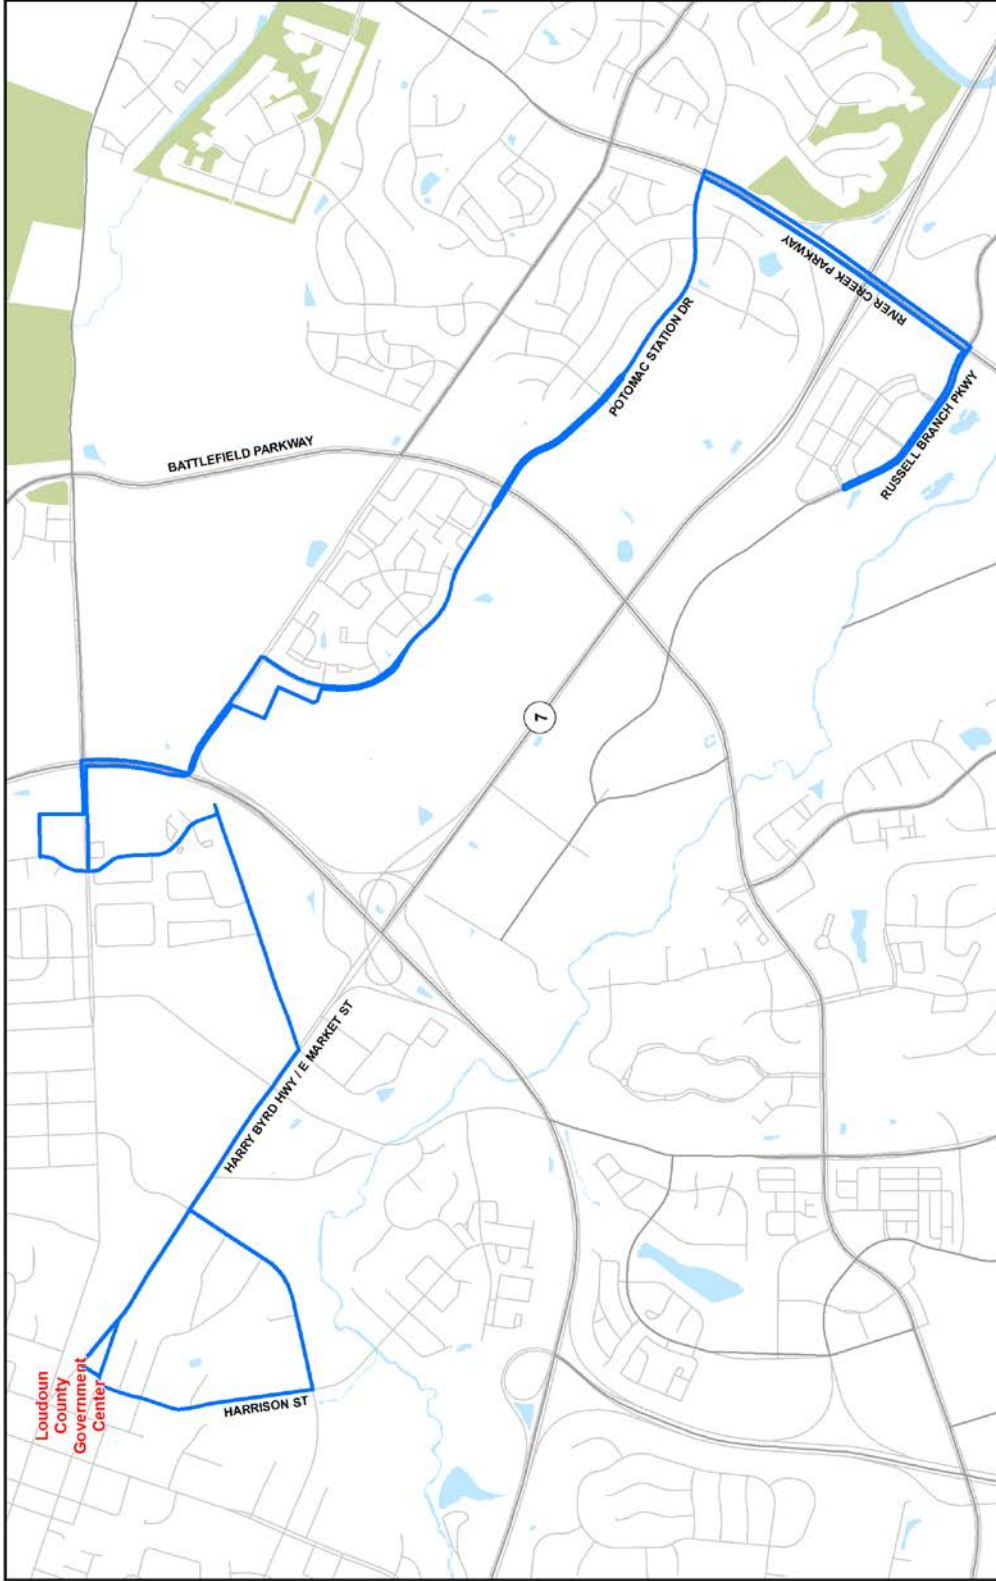 BATTLEFIELD PARKWAY
RIVER CREEK PARKWAY
POTOMAC STATION DR
RUSSELL BRANCH PKWY
7
HARRY BYRD HWY / E MARKET ST
Loudoun
County
Government
Center
HARRISON ST